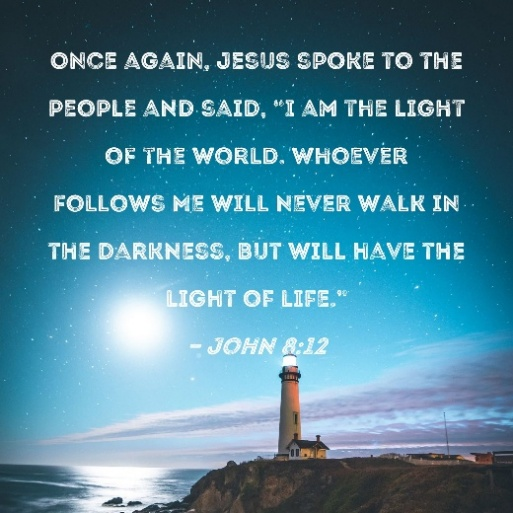 ONCE AGAIN, JESUS SPOKE TO THE
PEOPLE AND SAID, "I AM THE LIGHT
OF THE WORLD. WHOEVER
FOLLOWS ME WILL NEVER WALK IN
THE DARKNESS, BUT WILL HAVE THE
LIGHT OF LIFE."
- JOHN 8:12